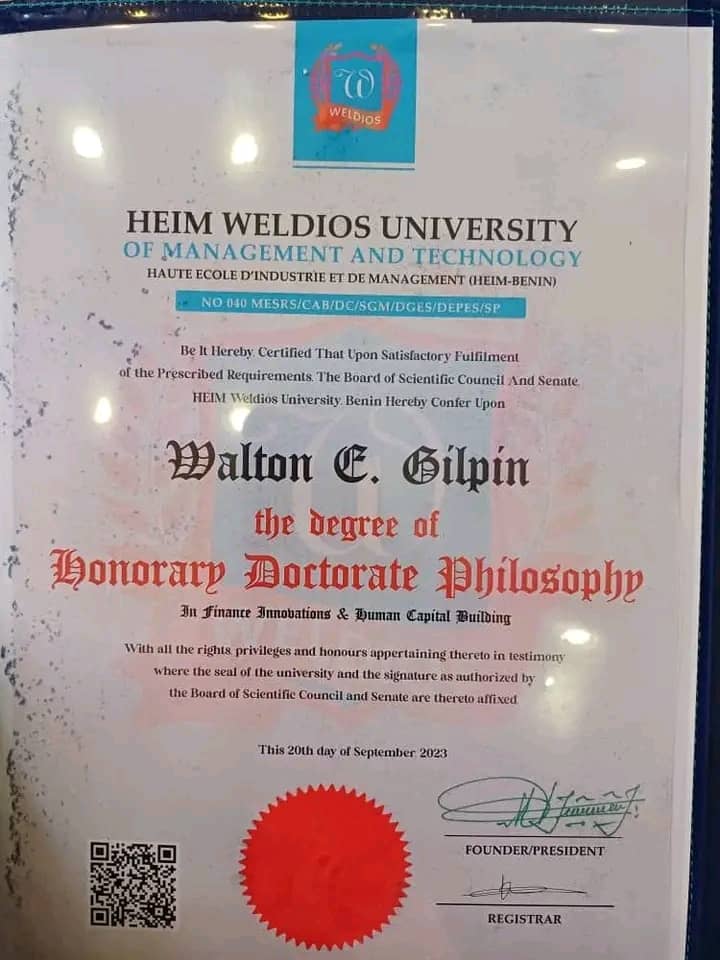 W
WELDIOS
HEIM WELDIOS UNIVERSITY
OF MANAGEMENT AND TECHNOLOGY
HAUTE ECOLE D'INDUSTRIE ET DE MANAGEMENT (HEIM-BENIN)
NO 040 MESRS/CAB/DC/SGM/DGES/DEPES/SP
Be It Hereby, Certified That Upon Satisfactory Fulfilment
of the Prescribed Requirements, The Board of Scientific Council And Senate,
HEIM Weldios University, Benin Hereby Confer Upon
Walton E. Gilpin
the degree of
Honorary Doctorate Philosophy
In Finance Innovations & Human Capital Building
With all the rights, privileges and honours appertaining thereto in testimony
where the seal of the university and the signature as authorized by
the Board of Scientific Council and Senate are thereto affixed.
This 20th day of September, 2023
FOUNDER/PRESIDENT
REGISTRAR